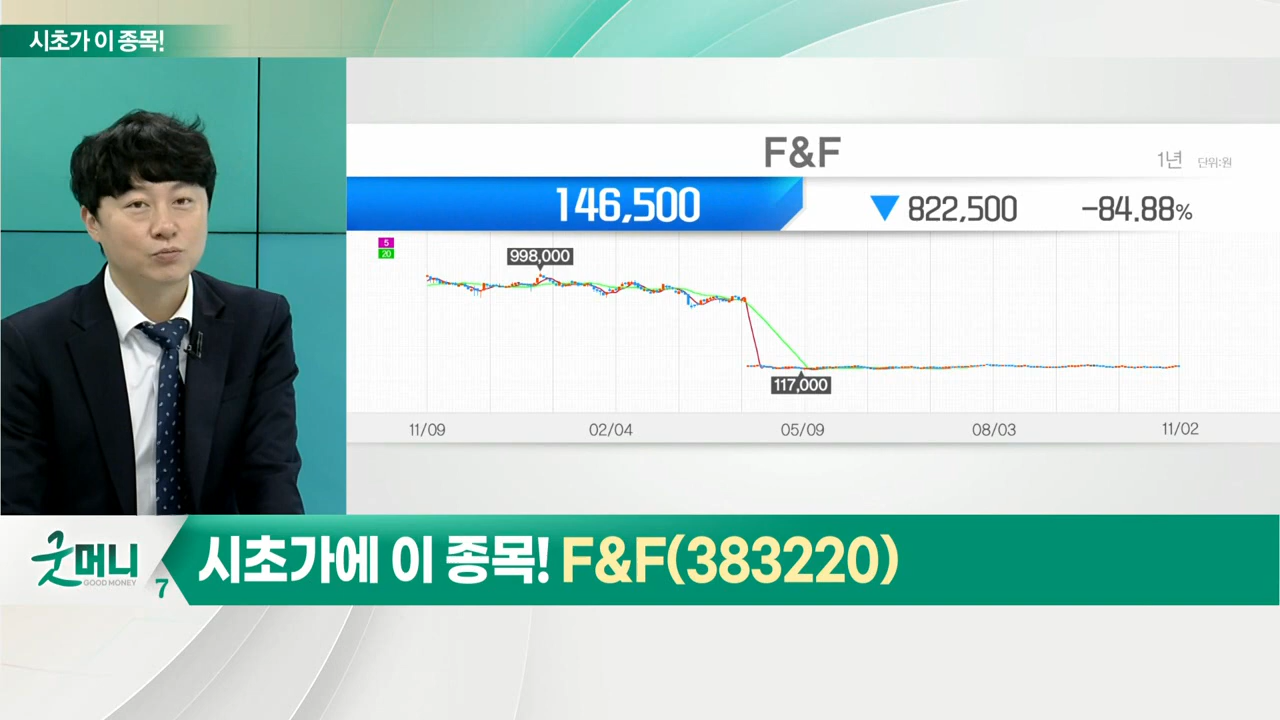 시초가 이 종목!
F&F
1년 단위:원
146,500 ▼822,500 -84.88%
5
20
998,000
117,000
11/09 02/04 05/09 08/03 11/02
굿머니
GOOD MONEY
7
시초가에 이 종목! F&F(383220)